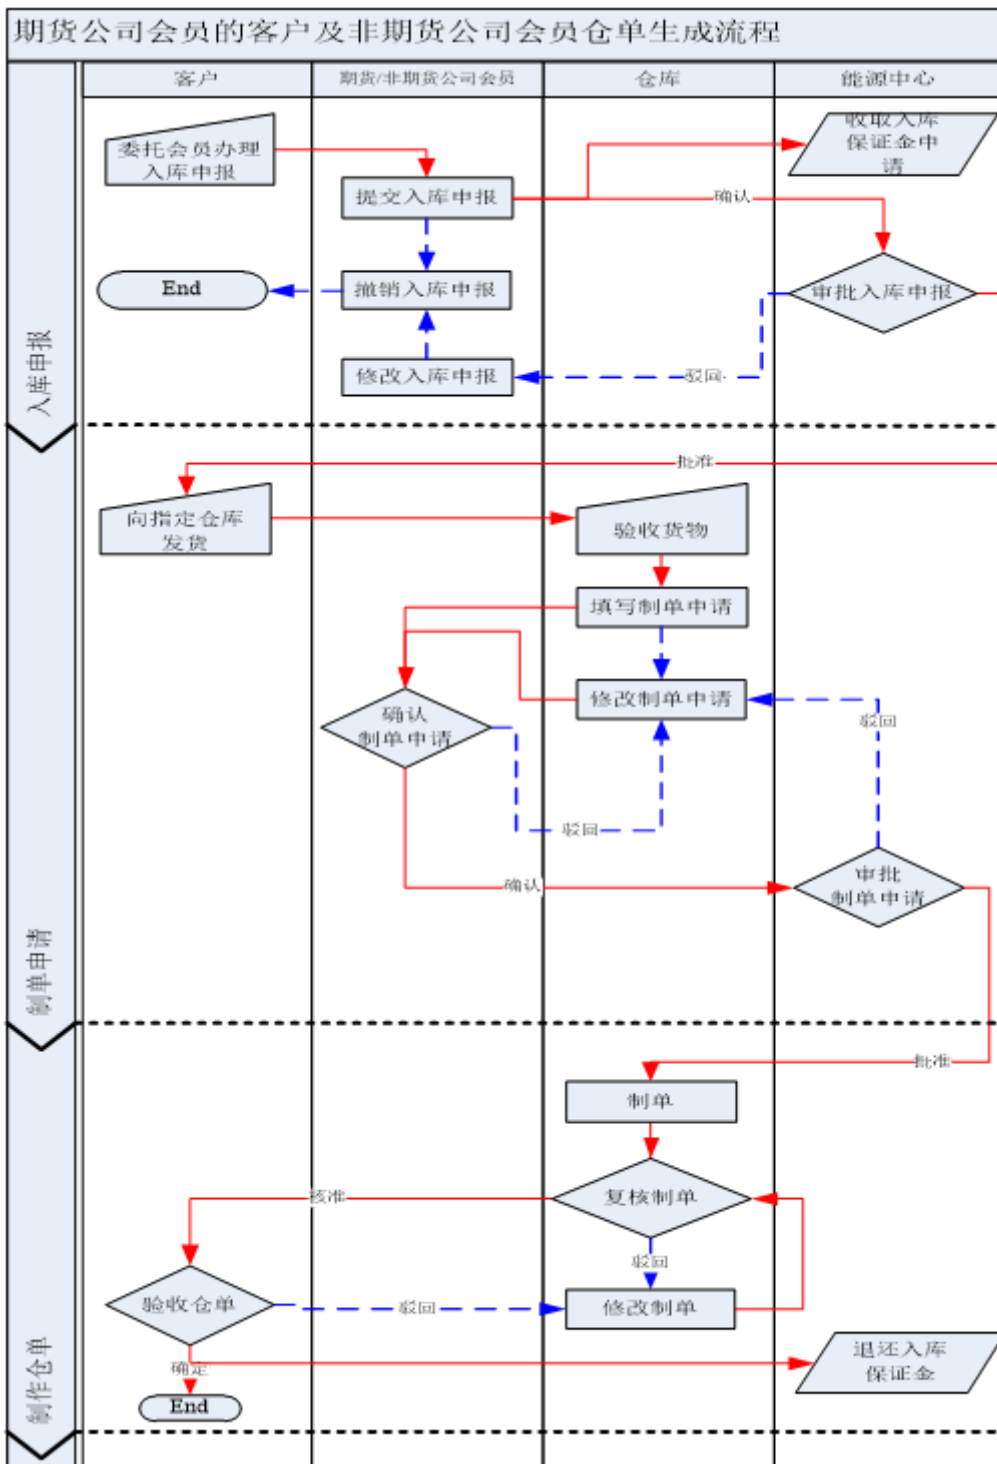 期货公司会员的客户及非期货公司会员仓单生成流程
客户
期货/非期货公司会员
仓库
能源中心
入库申报
委托会员办理
入库申报
提交入库申报
收取入库
保证金申
请
确认
End
撤销入库申报
审批入库申报
修改入库申报
驳回
制单申请
批准
向指定仓库
发货
验收货物
填写制单申请
修改制单申请
确认
制单申请
驳回
驳回
确认
审批
制单申请
制作仓单
批准
制单
复核制单
核准
驳回
验收仓单
驳回
修改制单
确定
退还入库
保证金
End